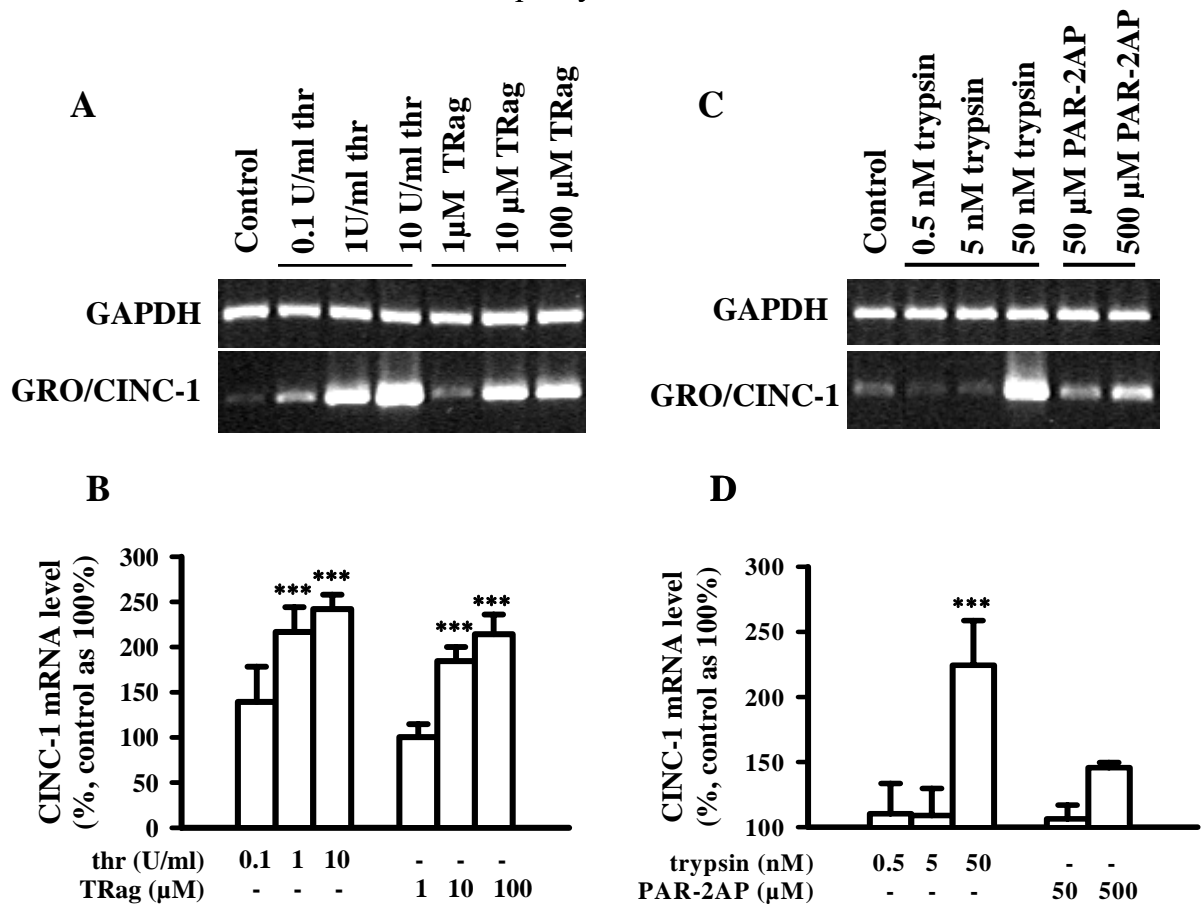 A
Control
0.1 U/ml thr
1U/ml thr
10 U/ml thr
1µM TRag
10 µM TRag
100 µM TRag
GAPDH
GRO/CINC-1
C
Control
0.5 nM trypsin
5 nM trypsin
50 nM trypsin
50 µM PAR-2AP
500 µM PAR-2AP
GAPDH
GRO/CINC-1
B
CINC-1 mRNA level
(%, control as 100%)
300
250
200
150
100
50
0
*** *** *** ***
thr (U/ml) 0.1 1 10 - - -
TRag (µM) - - - 1 10 100
D
CINC-1 mRNA level
(%, control as 100%)
300
250
200
150
100
***
trypsin (nM) 0.5 5 50 - -
PAR-2AP (µM) - - - 50 500